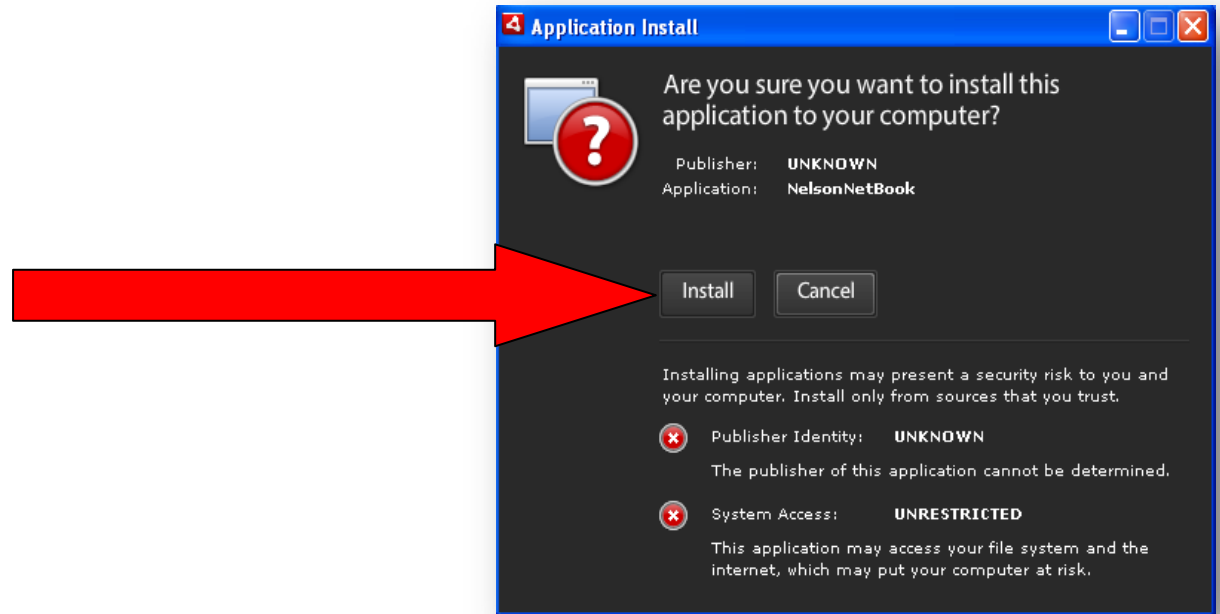 Application Install
Are you sure you want to install this
application to your computer?
Publisher: UNKNOWN
Application: NelsonNetBook
Install Cancel
Installing applications may present a security risk to you and
your computer. Install only from sources that you trust.
Publisher Identity: UNKNOWN
The publisher of this application cannot be determined.
System Access: UNRESTRICTED
This application may access your file system and the
internet, which may put your computer at risk.